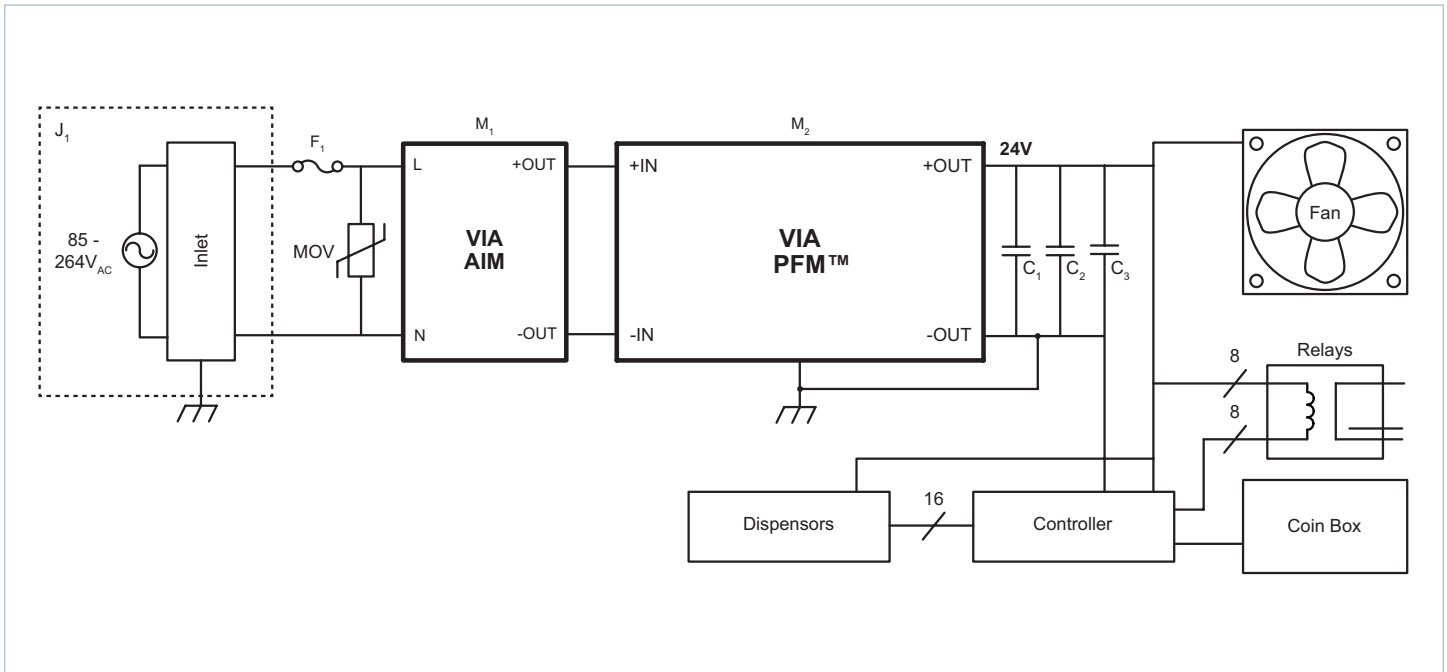 J1
85 -
264VAC
Inlet
F1
MOV
M1
L
+OUT
VIA
AIM
N
-OUT
M2
+IN
+OUT
VIA
PFM™
-IN
-OUT
24V
C1
C2
C3
Fan
8
Relays
8
Dispensors
16
Controller
Coin Box